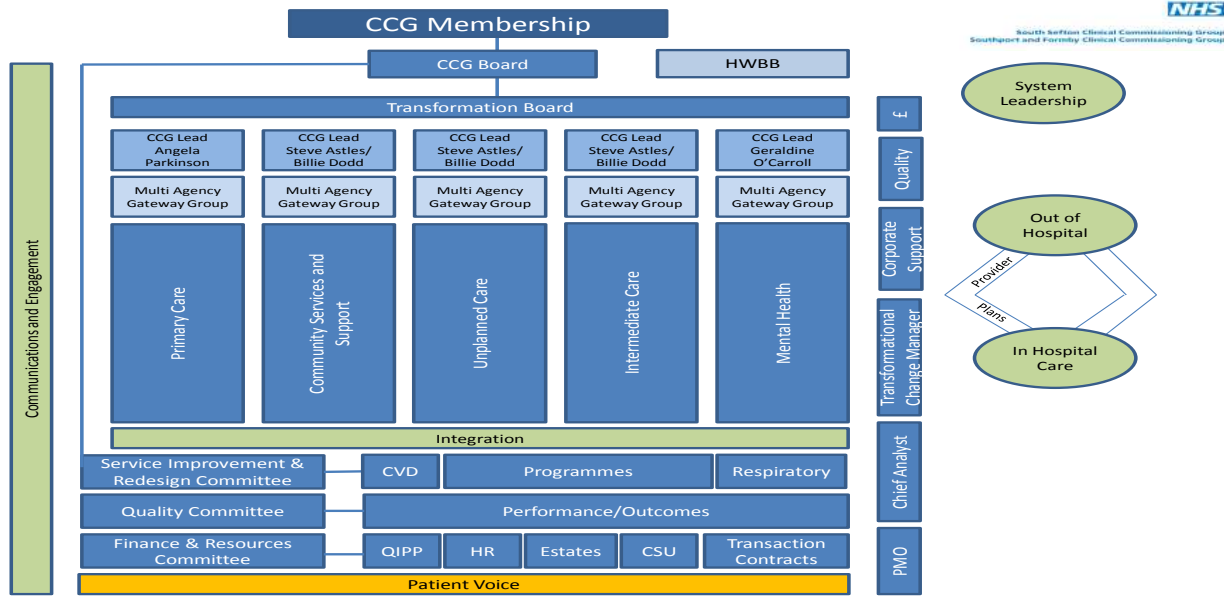 NHS
South Sefton Clinical Commissioning Group
Southport and Formby Clinical Commissioning Group
CCG Membership
CCG Board
HWBB
Transformation Board
CCG Lead
Angela
Parkinson
CCG Lead
Steve Astles/
Billie Dodd
CCG Lead
Steve Astles/
Billie Dodd
CCG Lead
Steve Astles/
Billie Dodd
CCG Lead
Geraldine
O'Carroll
Multi Agency
Gateway Group
Multi Agency
Gateway Group
Multi Agency
Gateway Group
Multi Agency
Gateway Group
Multi Agency
Gateway Group
Primary Care
Community Services and
Support
Unplanned Care
Intermediate Care
Mental Health
Integration
Service Improvement &
Redesign Committee
CVD
Programmes
Respiratory
Quality Committee
Performance/Outcomes
Finance & Resources
Committee
QIPP
HR
Estates
CSU
Transaction
Contracts
Patient Voice
Communications and Engagement
£
Quality
Corporate
Support
Transformational
Change Manager
Chief Analyst
PMO
System
Leadership
Out of
Hospital
Provider
Plans
In Hospital
Care